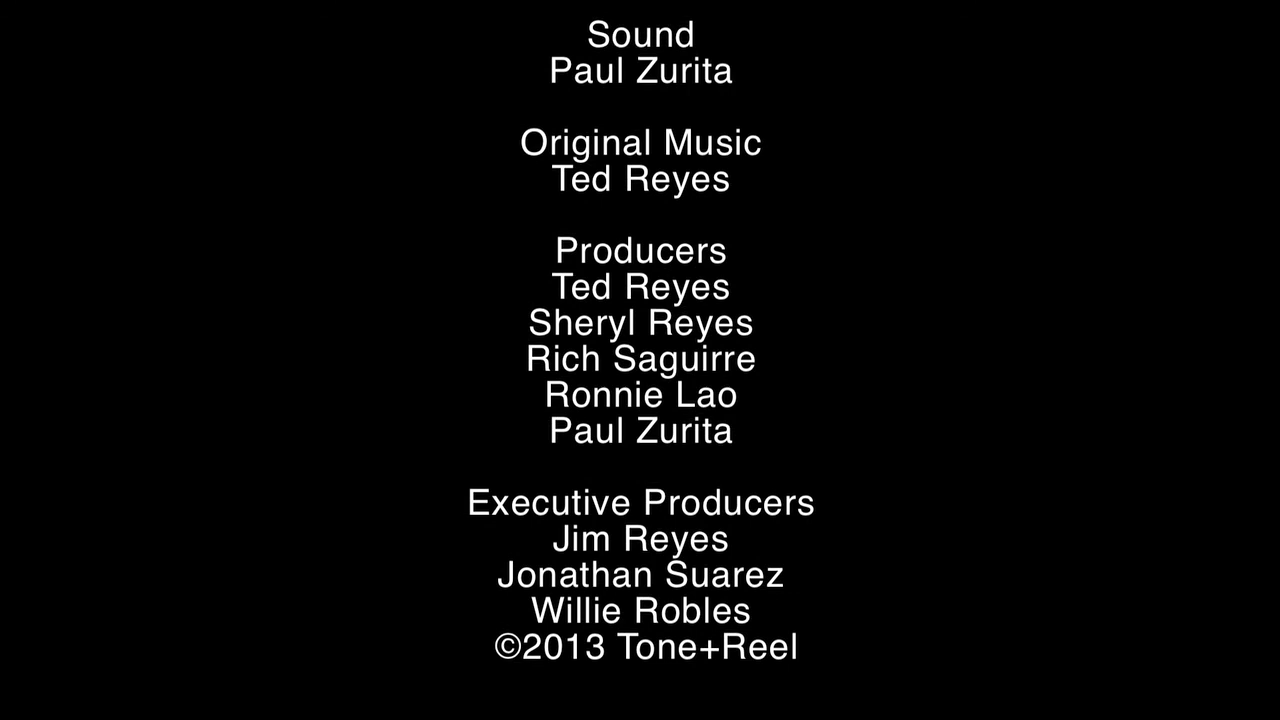 Sound
Paul Zurita
Original Music
Ted Reyes
Producers
Ted Reyes
Sheryl Reyes
Rich Saguirre
Ronnie Lao
Paul Zurita
Executive Producers
Jim Reyes
Jonathan Suarez
Willie Robles
©2013 Tone+Reel